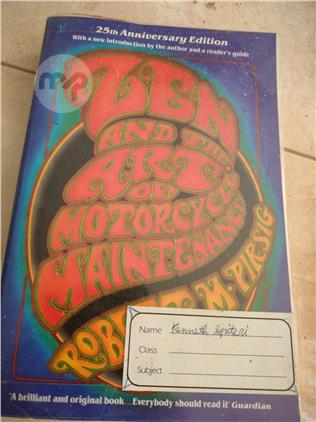 25th Anniversary Edition
With a new introduction by the author and a reader's guide
ZEN
AND THE
ART
OF
MOTORCYCLE
MAINTENANCE
ROBERT M. PIRSIG
Name Kenneth Spiteri
Class
Subject
'A brilliant and original book...Everybody should read it' Guardian